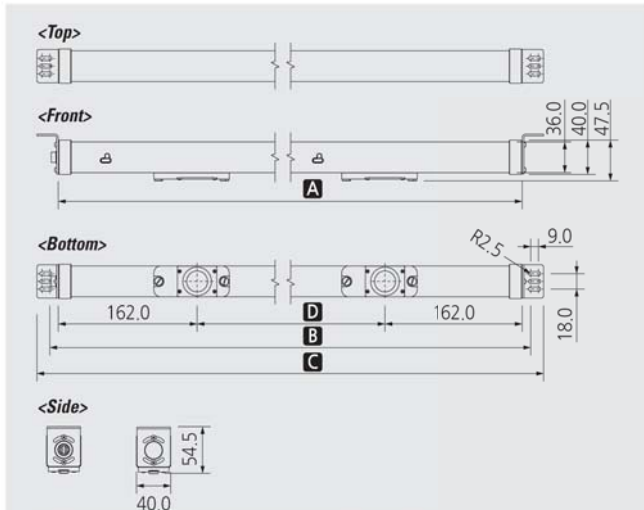 <Top>
<Front>
36.0
40.0
47.5
A
<Bottom>
R2.5
9.0
162.0
D
162.0
18.0
B
C
<Side>
54.5
40.0